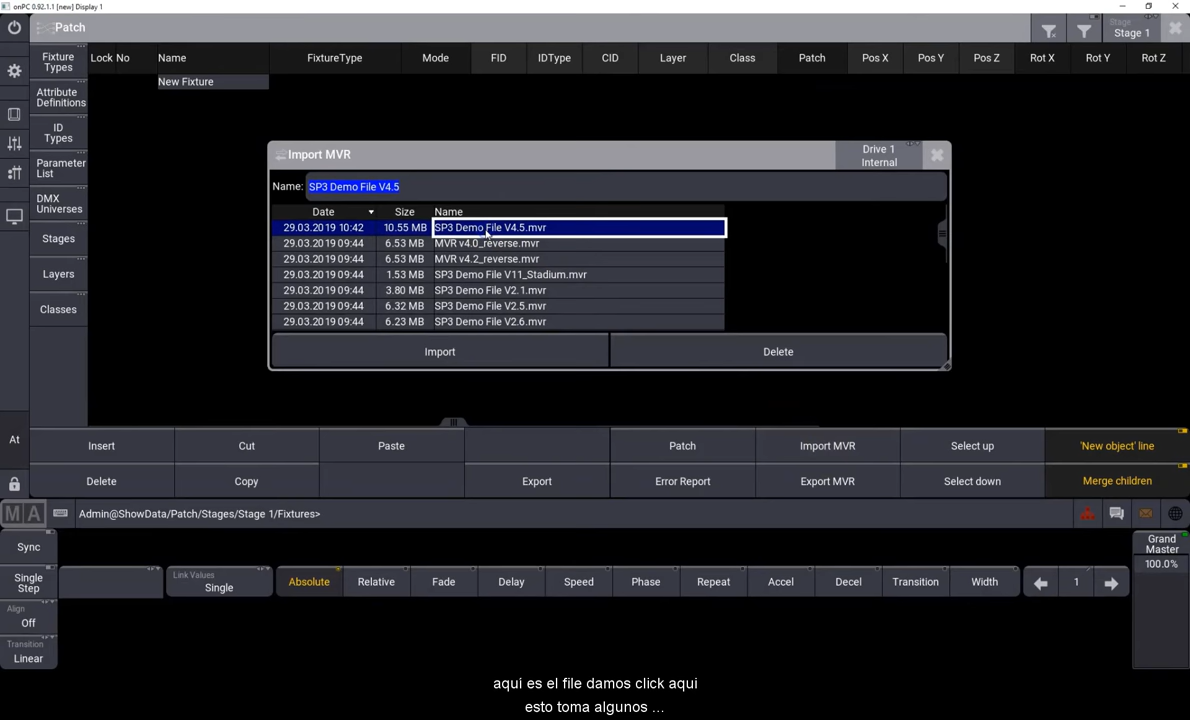 onPC 0.92.1.1 [new] Display 1
Patch
Stage
Stage 1
Fixture Types
Lock No Name FixtureType Mode FID IDType CID Layer Class Patch Pos X Pos Y Pos Z Rot X Rot Y Rot Z
New Fixture
Attribute Definitions
ID Types
Parameter List
DMX Universes
Stages
Layers
Classes
Import MVR
Drive 1
Internal
Name: SP3 Demo File V4.5
Date Size Name
29.03.2019 10:42 10.55 MB SP3 Demo File V4.5.mvr
29.03.2019 09:44 6.53 MB MVR v4.0_reverse.mvr
29.03.2019 09:44 6.53 MB MVR v4.2_reverse.mvr
29.03.2019 09:44 1.53 MB SP3 Demo File V11_Stadium.mvr
29.03.2019 09:44 3.80 MB SP3 Demo File V2.1.mvr
29.03.2019 09:44 6.32 MB SP3 Demo File V2.5.mvr
29.03.2019 09:44 6.23 MB SP3 Demo File V2.6.mvr
Import Delete
At
Insert Cut Paste Patch Import MVR Select up 'New object' line
Delete Copy Export Error Report Export MVR Select down Merge children
MA
Admin@ShowData/Patch/Stages/Stage 1/Fixtures>
Sync
Grand Master
100.0%
Single Step
Link Values
Single
Absolute Relative Fade Delay Speed Phase Repeat Accel Decel Transition Width 1
Align
Off
Transition
Linear
aqui es el file damos click aqui
esto toma algunos ...